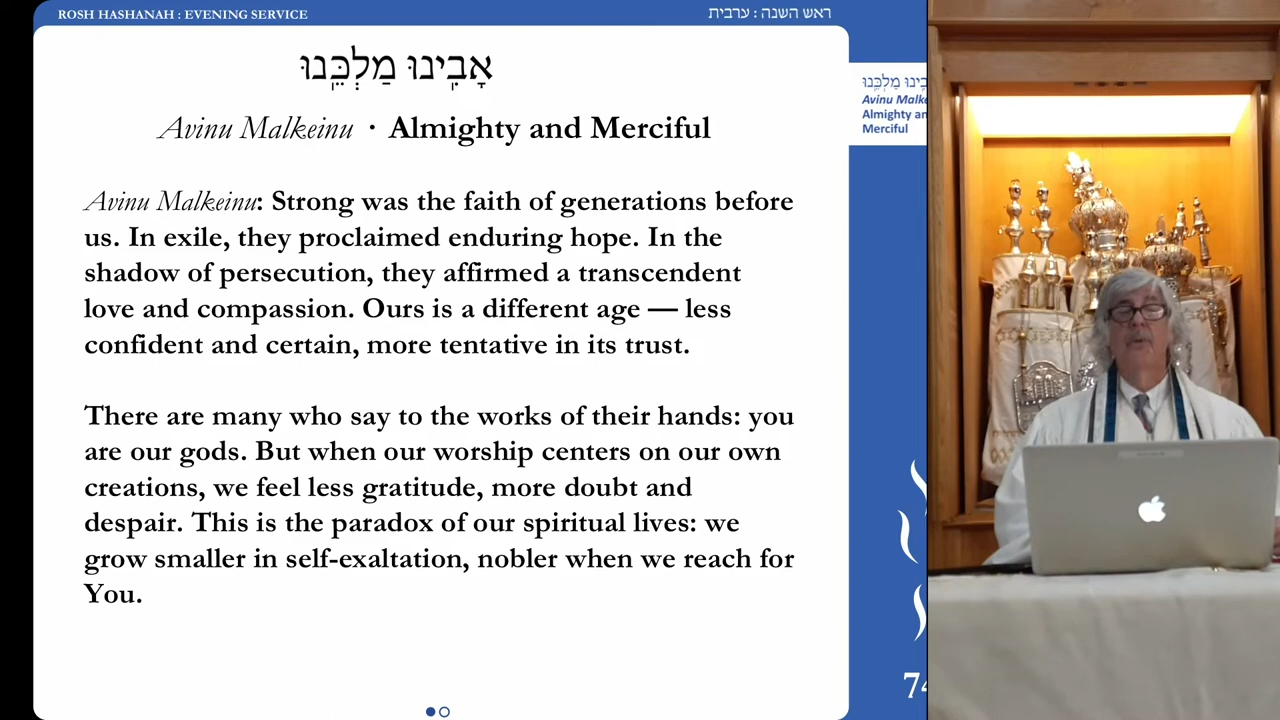 ROSH HASHANAH : EVENING SERVICE
ראש השנה : ערבית
אָבִֽינוּ מַלְכֵּֽנוּ
Avinu Malkeinu · Almighty and Merciful
Avinu Malkeinu: Strong was the faith of generations before
us. In exile, they proclaimed enduring hope. In the
shadow of persecution, they affirmed a transcendent
love and compassion. Ours is a different age — less
confident and certain, more tentative in its trust.
There are many who say to the works of their hands: you
are our gods. But when our worship centers on our own
creations, we feel less gratitude, more doubt and
despair. This is the paradox of our spiritual lives: we
grow smaller in self-exaltation, nobler when we reach for
You.
מַלְכֵּֽנוּ
Avinu
Almighty
Merciful